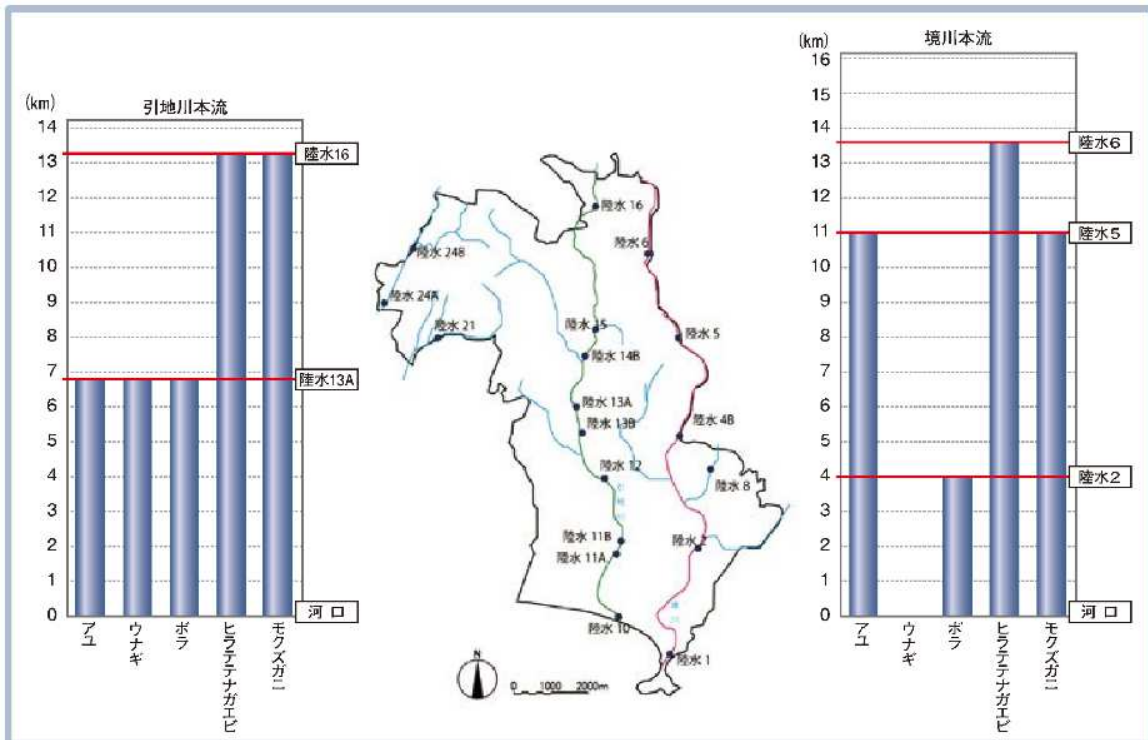 引地川本流
(km)
14
13
12
11
10
9
8
7
6
5
4
3
2
1
0
陸水16
陸水13A
河口
アユ
ウナギ
ボラ
ヒラテテナガエビ
モクズガニ
陸水 16
陸水 6
陸水 24B
陸水 24A
陸水 21
陸水 15
陸水 5
陸水 14B
陸水 13A
陸水 13B
陸水 4B
陸水 12
陸水 8
引地川
陸水 11B
陸水 2
陸水 11A
境川
陸水 10
陸水 1
N
0 1000 2000m
境川本流
(km)
16
15
14
13
12
11
10
9
8
7
6
5
4
3
2
1
0
陸水6
陸水5
陸水2
河口
アユ
ウナギ
ボラ
ヒラテテナガエビ
モクズガニ